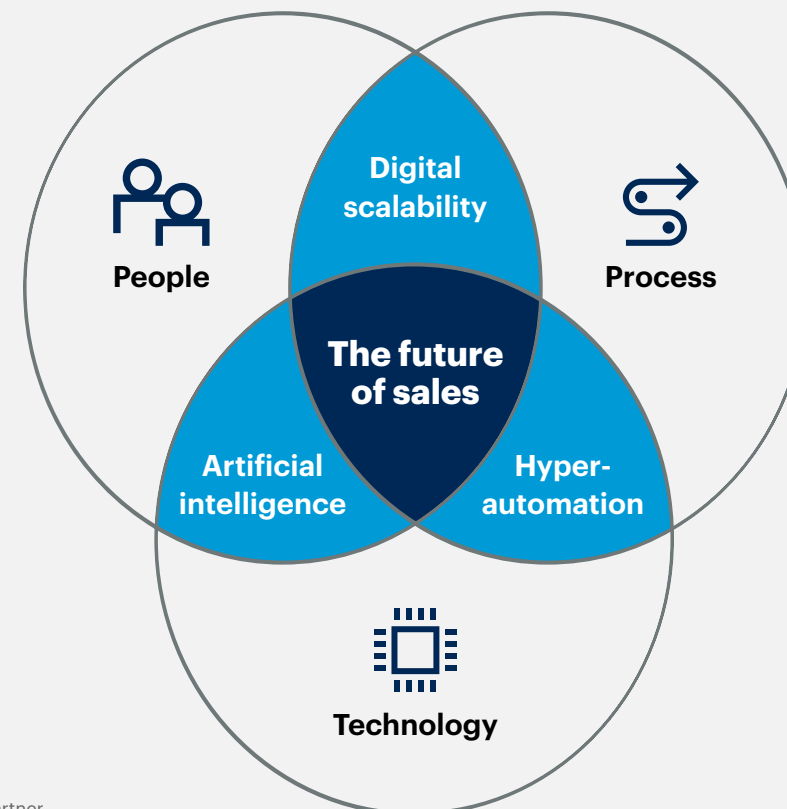 Digital
scalability
People
Process
The future
of sales
Artificial
intelligence
Hyper-
automation
Technology